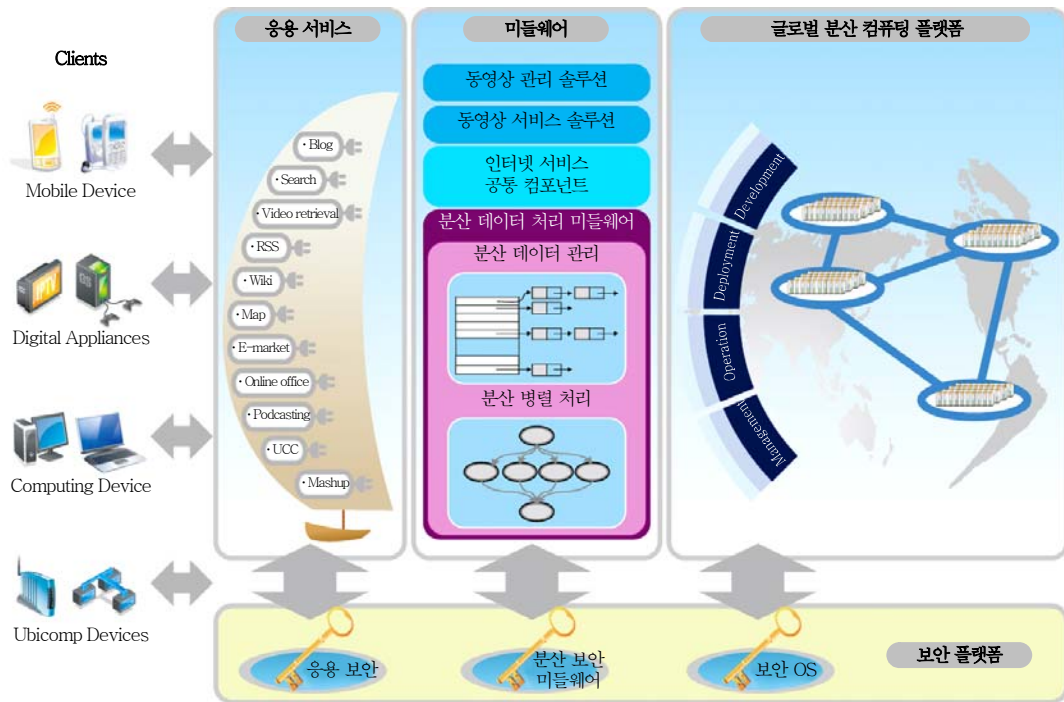 응용 서비스
미들웨어
글로벌 분산 컴퓨팅 플랫폼
Clients
Mobile Device
IPTV
GS
Digital Appliances
Computing Device
Ubicomp Devices
· Blog
· Search
· Video retrieval
· RSS
· Wiki
· Map
· E-market
· Online office
· Podcasting
· UCC
· Mashup
동영상 관리 솔루션
동영상 서비스 솔루션
인터넷 서비스
공통 컴포넌트
분산 데이터 처리 미들웨어
분산 데이터 관리
분산 병렬 처리
Development
Deployment
Operation
Management
응용 보안
분산 보안
미들웨어
보안 OS
보안 플랫폼